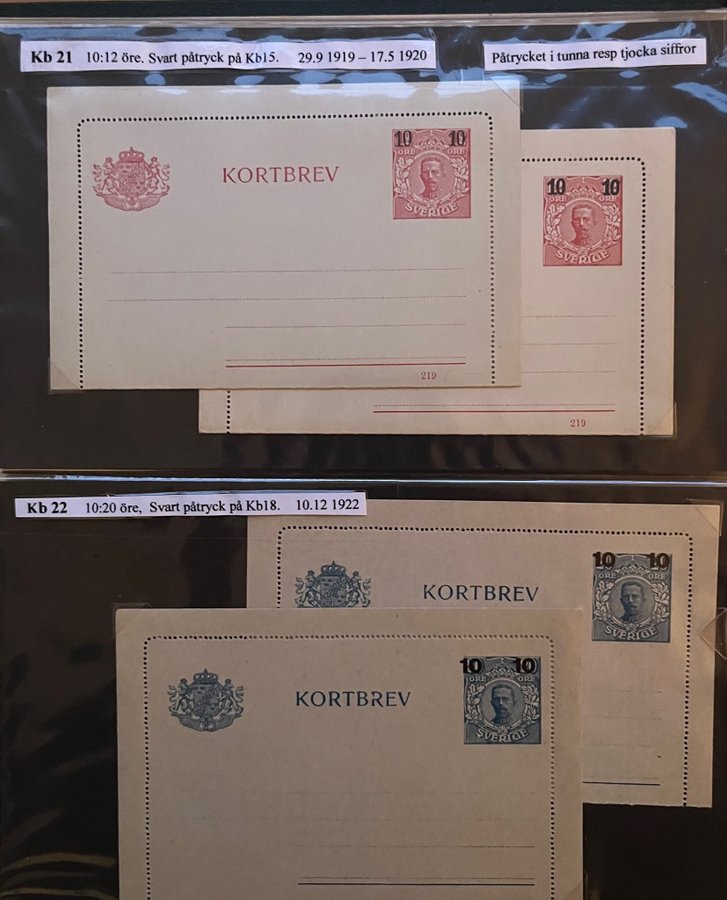 Kb 21 10:12 öre. Svart påtryck på Kb15. 29.9 1919 – 17.5 1920
Påtrycket i tunna resp tjocka siffror
10 10
ÖRE ÖRE
KORTBREV
SVERIGE
219
10 10
ÖRE ÖRE
SVERIGE
219
Kb 22 10:20 öre, Svart påtryck på Kb18. 10.12 1922
10 10
ÖRE ÖRE
KORTBREV
SVERIGE
10 10
ÖRE ÖRE
KORTBREV
SVERIGE